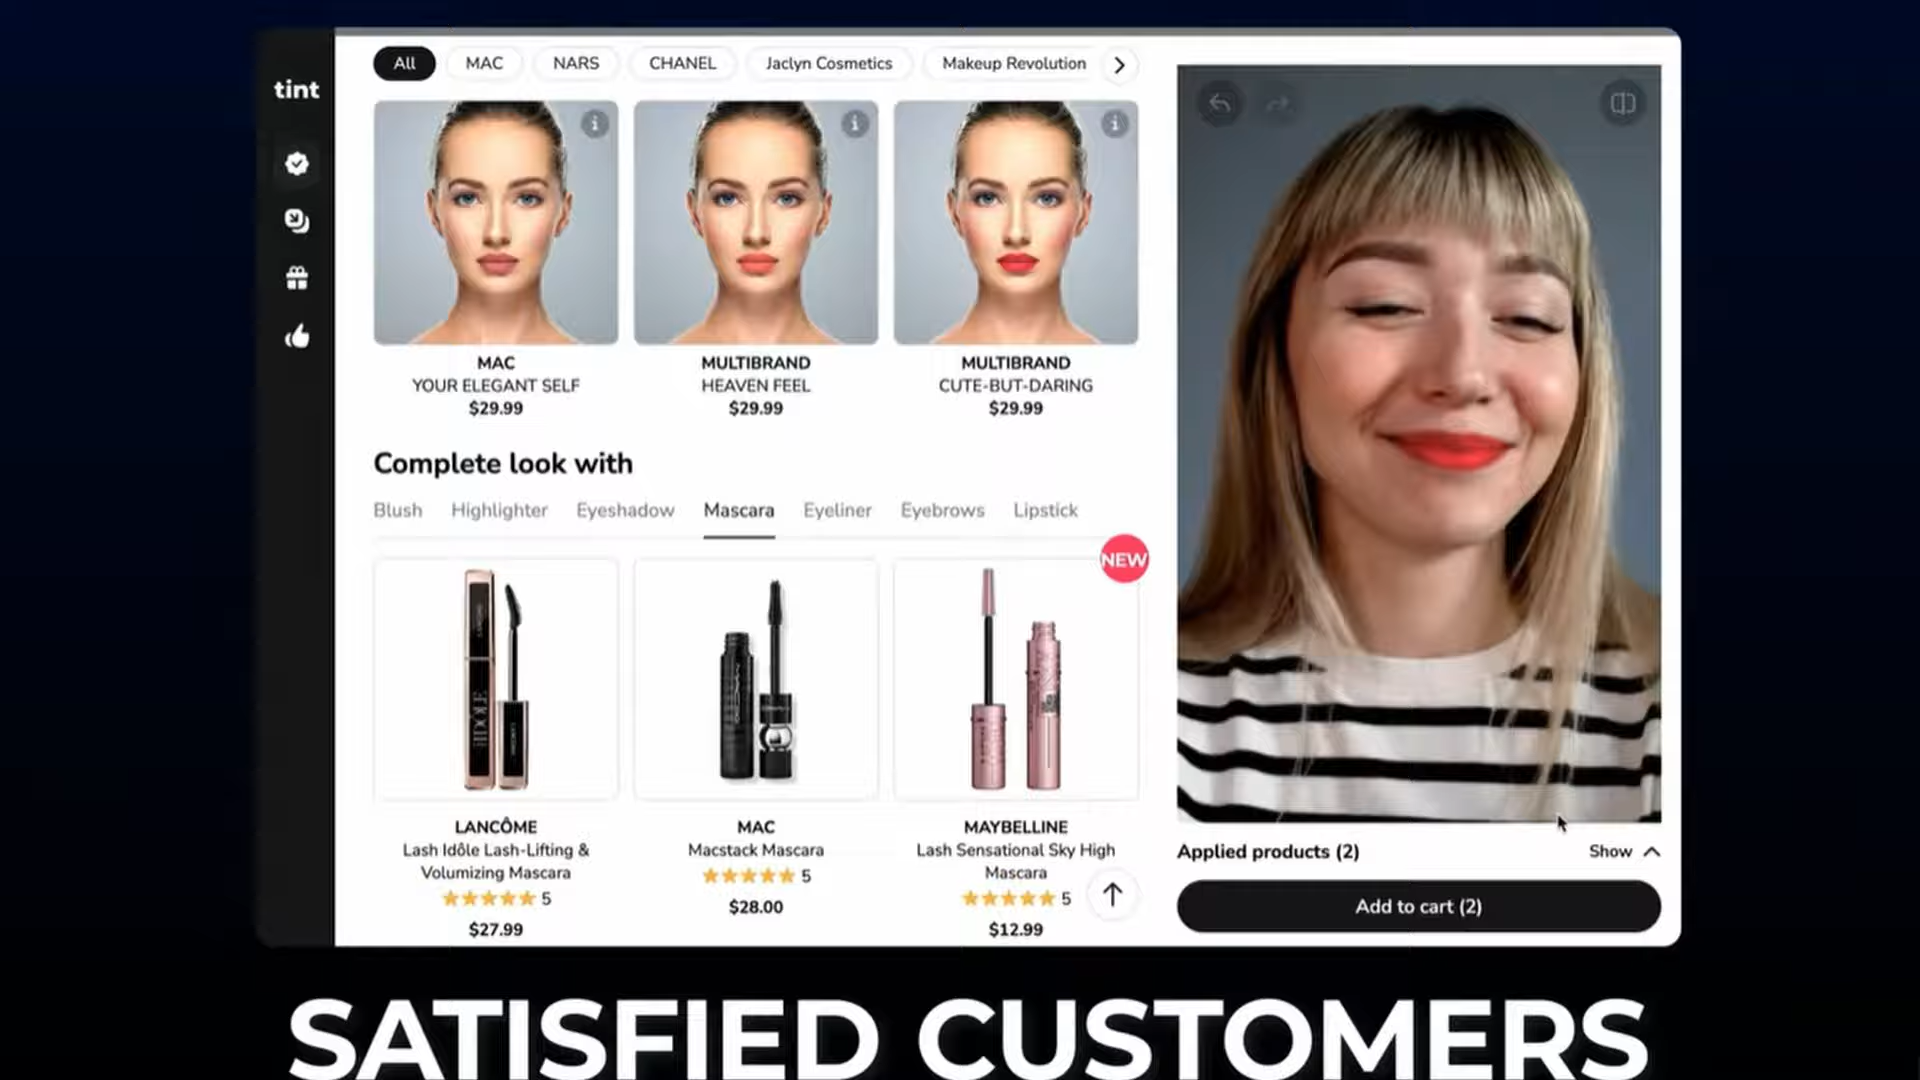 tint
All
MAC
NARS
CHANEL
Jaclyn Cosmetics
Makeup Revolution
MAC
YOUR ELEGANT SELF
$29.99
MULTIBRAND
HEAVEN FEEL
$29.99
MULTIBRAND
CUTE-BUT-DARING
$29.99
Complete look with
Blush
Highlighter
Eyeshadow
Mascara
Eyeliner
Eyebrows
Lipstick
NEW
LANCÔME
Lash Idôle Lash-Lifting &
Volumizing Mascara
5
$27.99
MAC
Macstack Mascara
5
$28.00
MAYBELLINE
Lash Sensational Sky High
Mascara
5
$12.99
Applied products (2)
Show
Add to cart (2)
SATISFIED CUSTOMERS